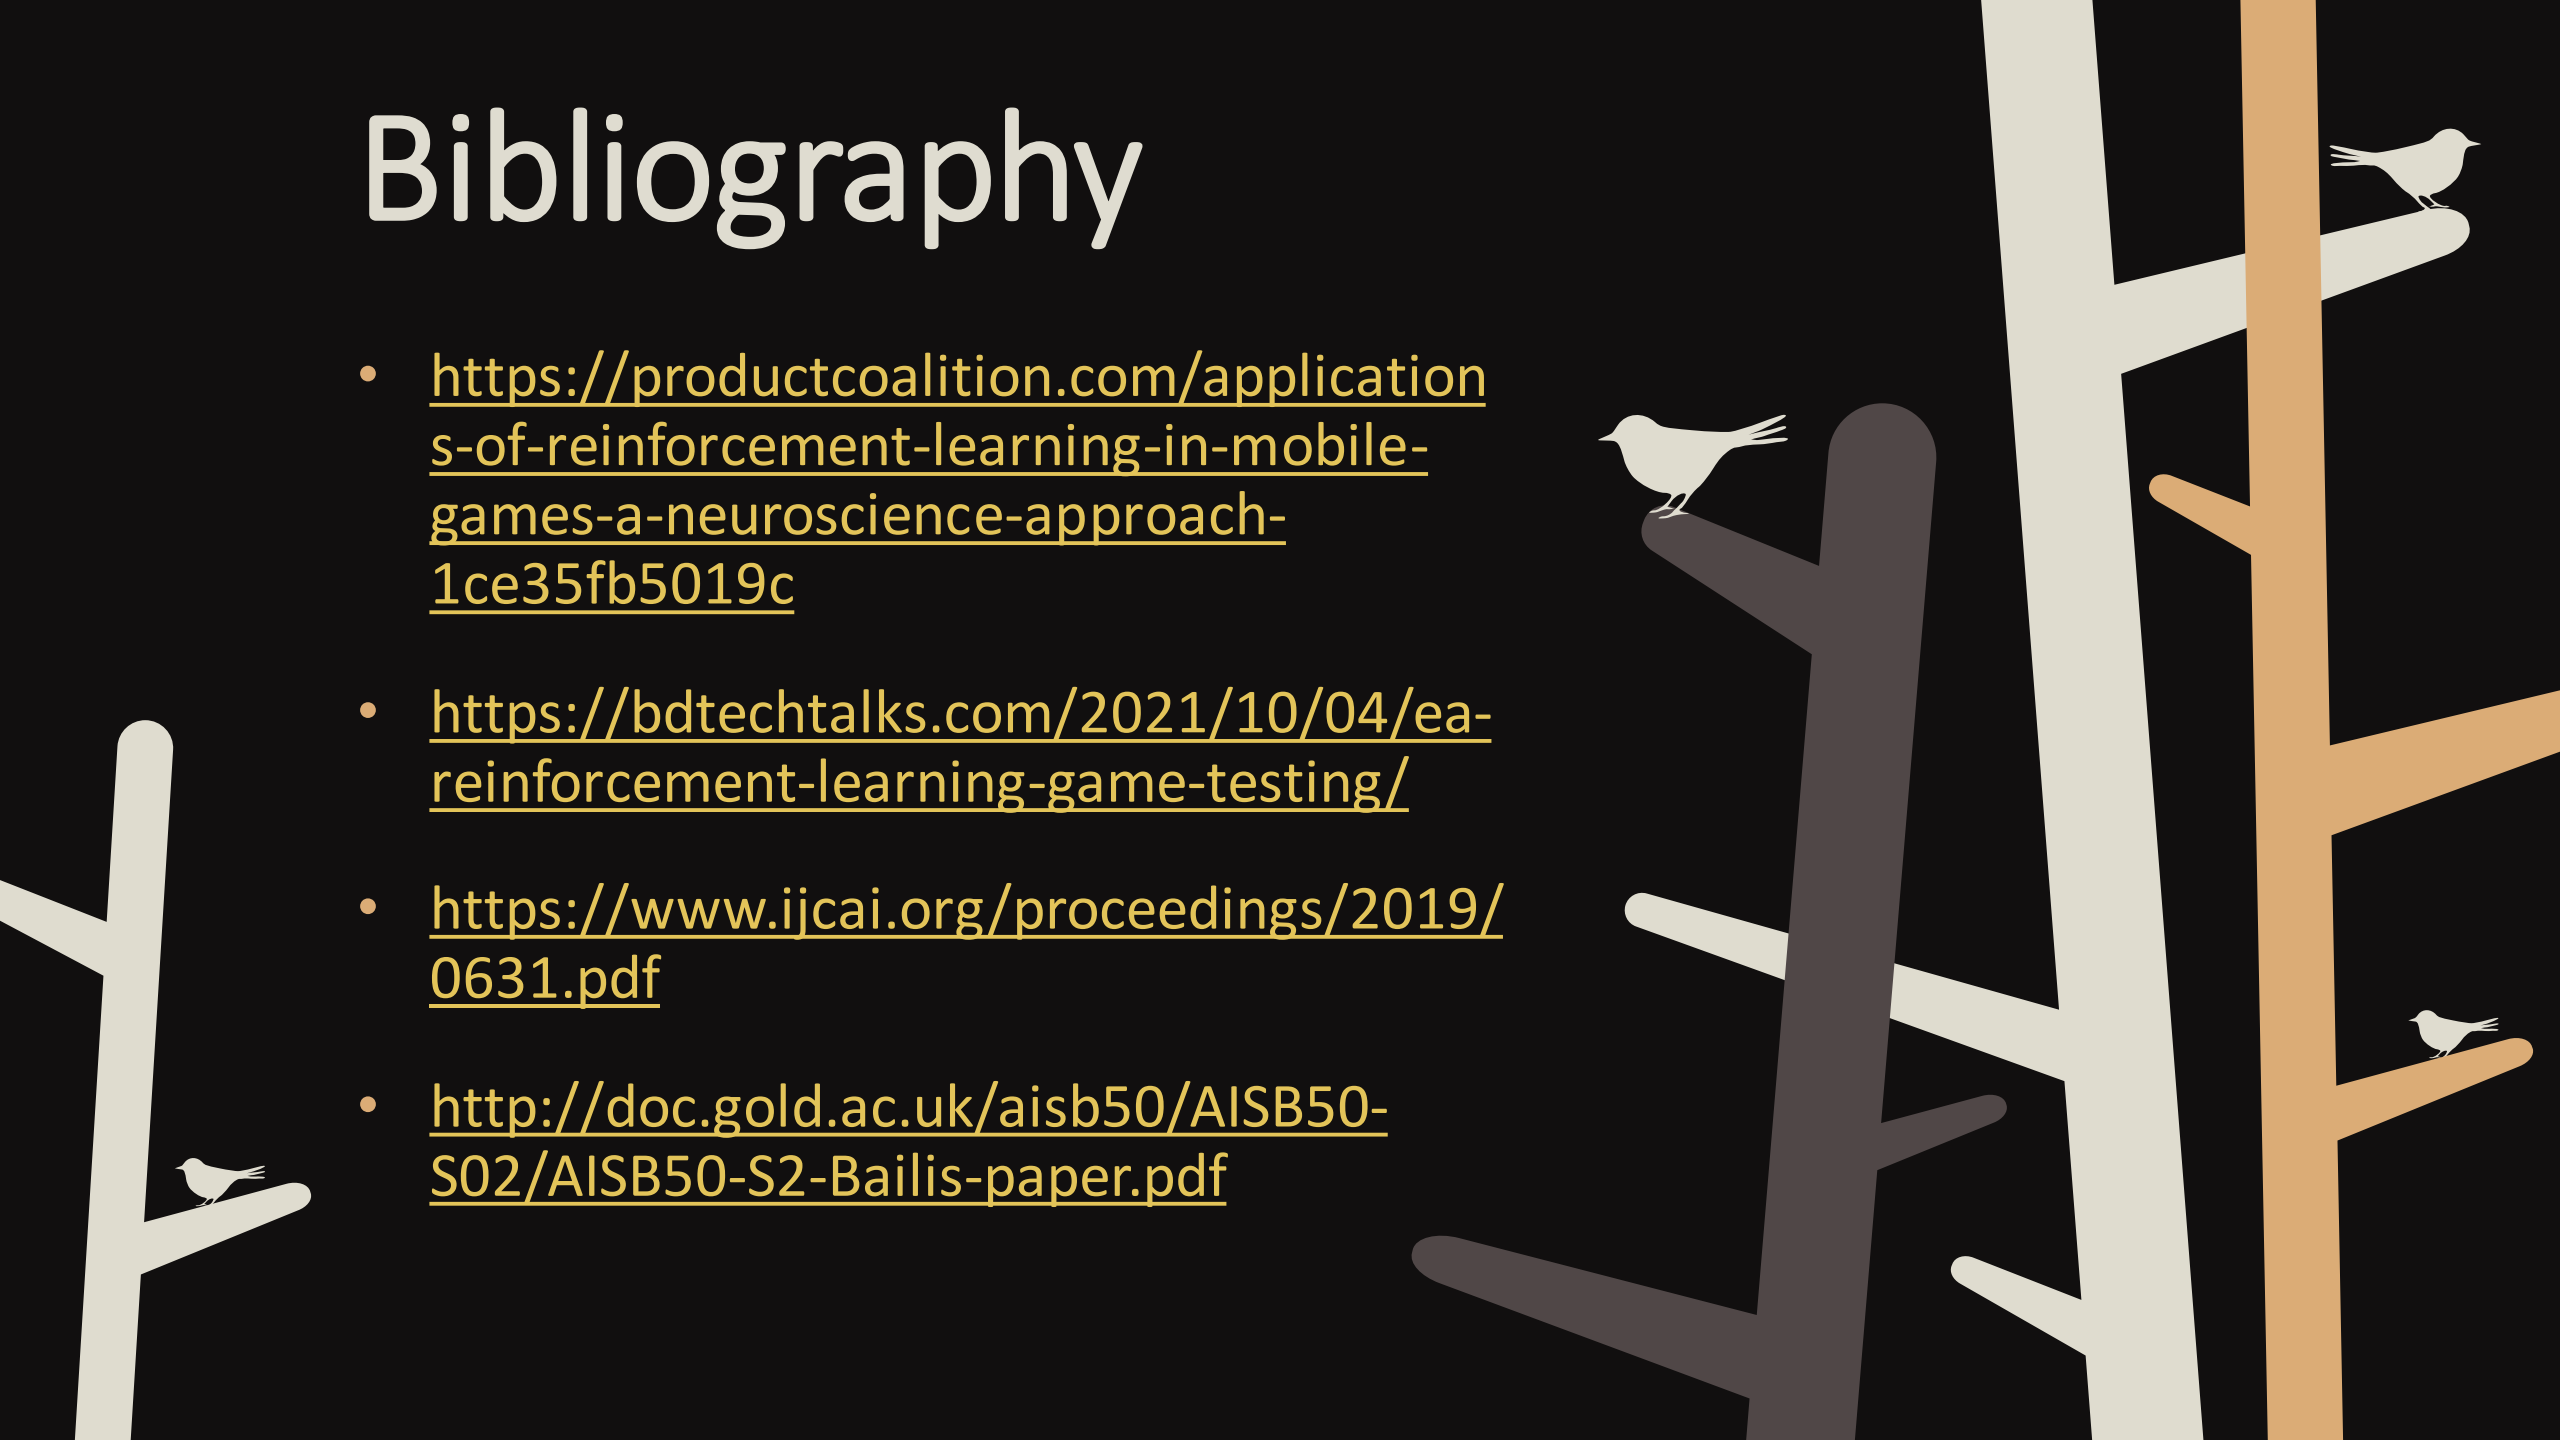 Bibliography
• https://productcoalition.com/application
s-of-reinforcement-learning-in-mobile-
games-a-neuroscience-approach-
1ce35fb5019c
• https://bdtechtalks.com/2021/10/04/ea-
reinforcement-learning-game-testing/
• https://www.ijcai.org/proceedings/2019/
0631.pdf
• http://doc.gold.ac.uk/aisb50/AISB50-
S02/AISB50-S2-Bailis-paper.pdf